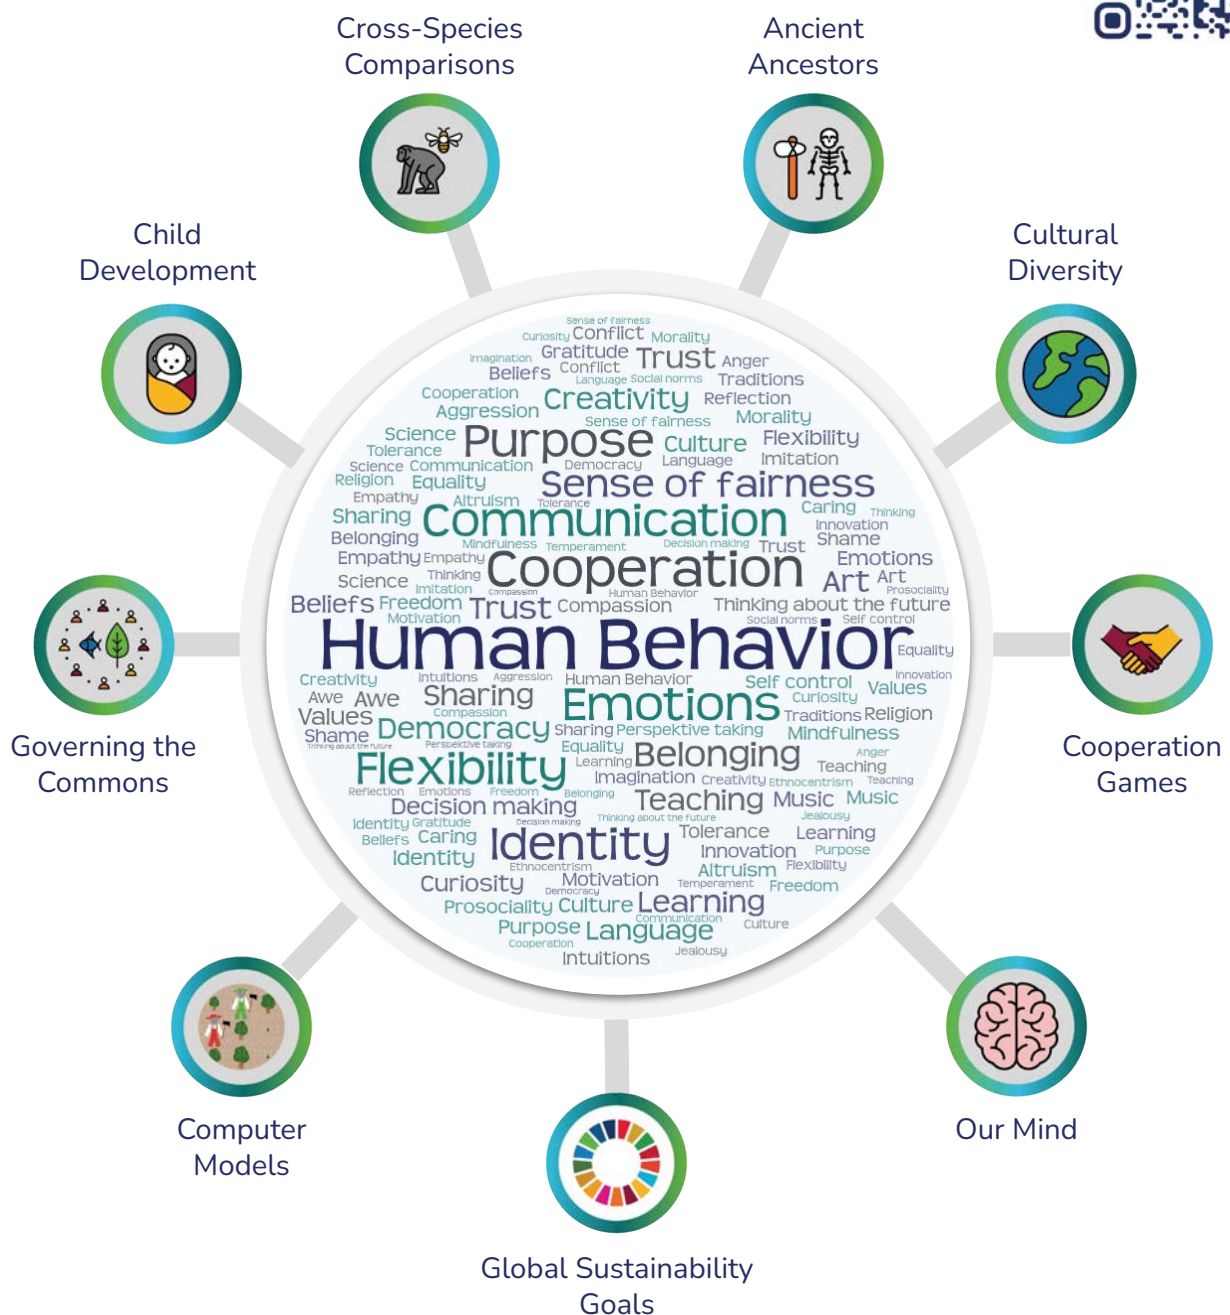 Cross-Species
Comparisons
Ancient
Ancestors
Child
Development
Cultural
Diversity
Sense of fairness
Curiosity Conflict Morality
Imagination Gratitude Trust Anger
Beliefs Conflict
Language Social norms Traditions
Cooperation Creativity Reflection
Aggression Sense of fairness Morality
Science Purpose Culture Flexibility
Tolerance
Science Communication Democracy Language Imitation
Religion Equality Sense of fairness
Empathy Altruism Tolerance
Sharing Communication Caring Thinking
Innovation
Belonging Mindfulness Temperament Decision making Trust Shame
Empathy Empathy Cooperation Emotions
Science Thinking Art Art
Imitation Compassion Human Behavior Prosociality
Beliefs Freedom Trust Compassion Thinking about the future
Motivation Social norms Self control
Human Behavior Equality
Creativity Intuitions Aggression Human Behavior Self control Innovation
Values
Awe Awe Sharing Emotions Curiosity
Values Compassion Traditions Religion
Shame Democracy Sharing Perspektive taking Mindfulness
Thinking about the future Perspektive taking Equality
Flexibility Learning Belonging Anger
Teaching
Imagination Creativity Ethnocentrism Teaching
Reflection Emotions Freedom Belonging Teaching Music Music
Decision making
Identity Gratitude Decision making Thinking about the future Jealousy
Beliefs Caring Identity Tolerance Learning
Identity Innovation Purpose
Ethnocentrism Altruism Flexibility
Curiosity Motivation Temperament Freedom
Democracy
Prosociality Culture Learning
Communication
Purpose Language Culture
Cooperation
Intuitions Jealousy
Governing the
Commons
Cooperation
Games
Computer
Models
Our Mind
Global Sustainability
Goals